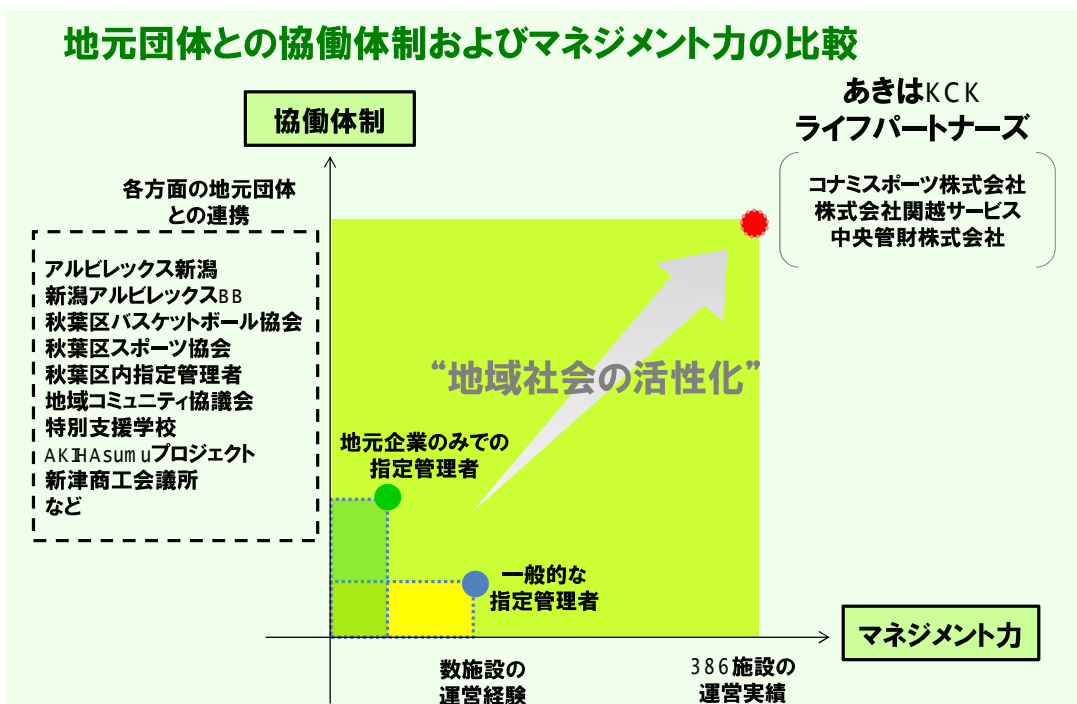 地元団体との協働体制およびマネジメント力の比較
協働体制
あきはKCK
ライフパートナーズ
コナミスポーツ株式会社
株式会社関越サービス
中央管財株式会社
各方面の地元団体
との連携
アルビレックス新潟
新潟アルビレックスBB
秋葉区バスケットボール協会
秋葉区スポーツ協会
秋葉区内指定管理者
地域コミュニティ協議会
特別支援学校
AKIHAsumuプロジェクト
新津商工会議所
など
“地域社会の活性化”
地元企業のみでの
指定管理者
一般的な
指定管理者
マネジメント力
数施設の
運営経験
386施設の
運営実績